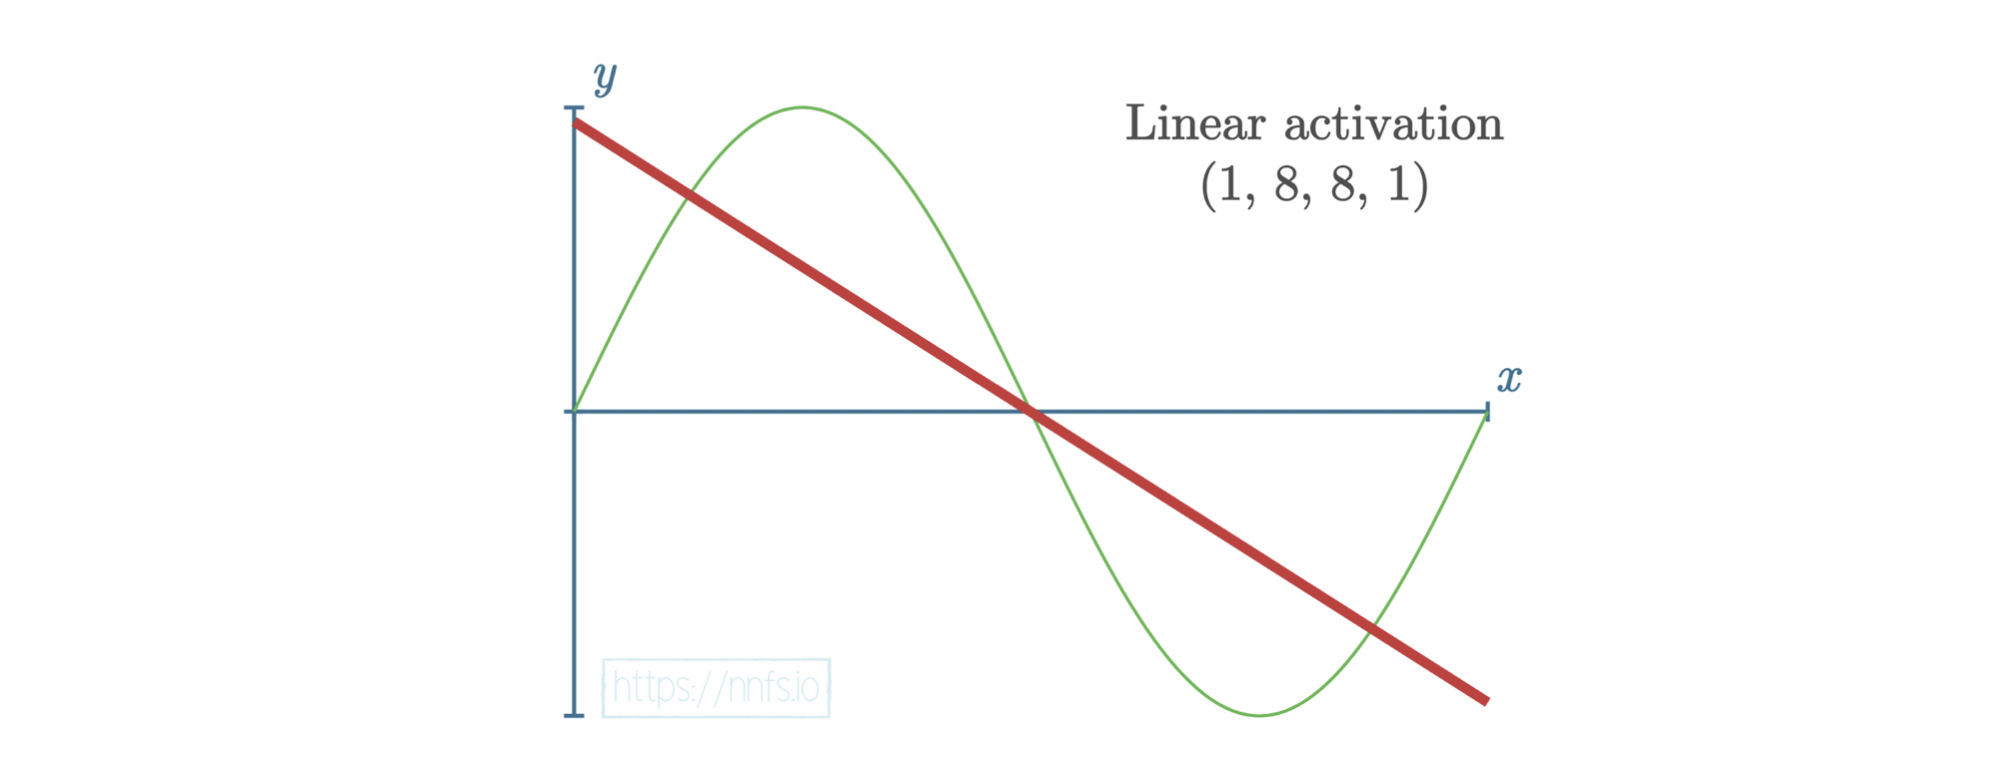 y
Linear activation
(1, 8, 8, 1)
x
https://nnfs.io